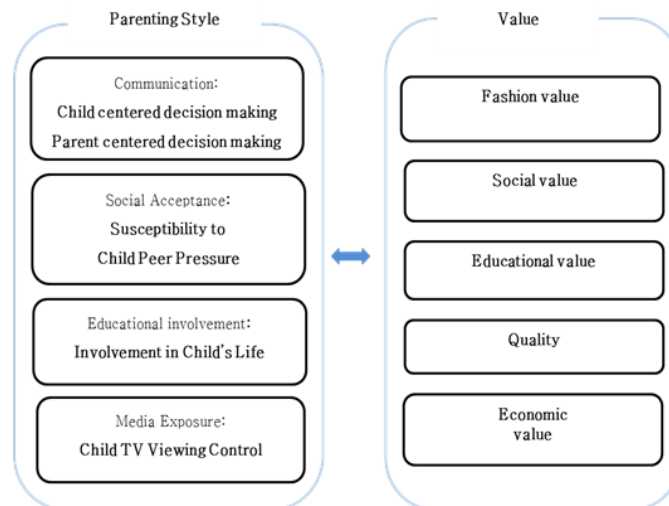 Parenting Style
Communication:
Child centered decision making
Parent centered decision making
Social Acceptance:
Susceptibility to
Child Peer Pressure
Educational involvement:
Involvement in Child's Life
Media Exposure:
Child TV Viewing Control
Value
Fashion value
Social value
Educational value
Quality
Economic
value